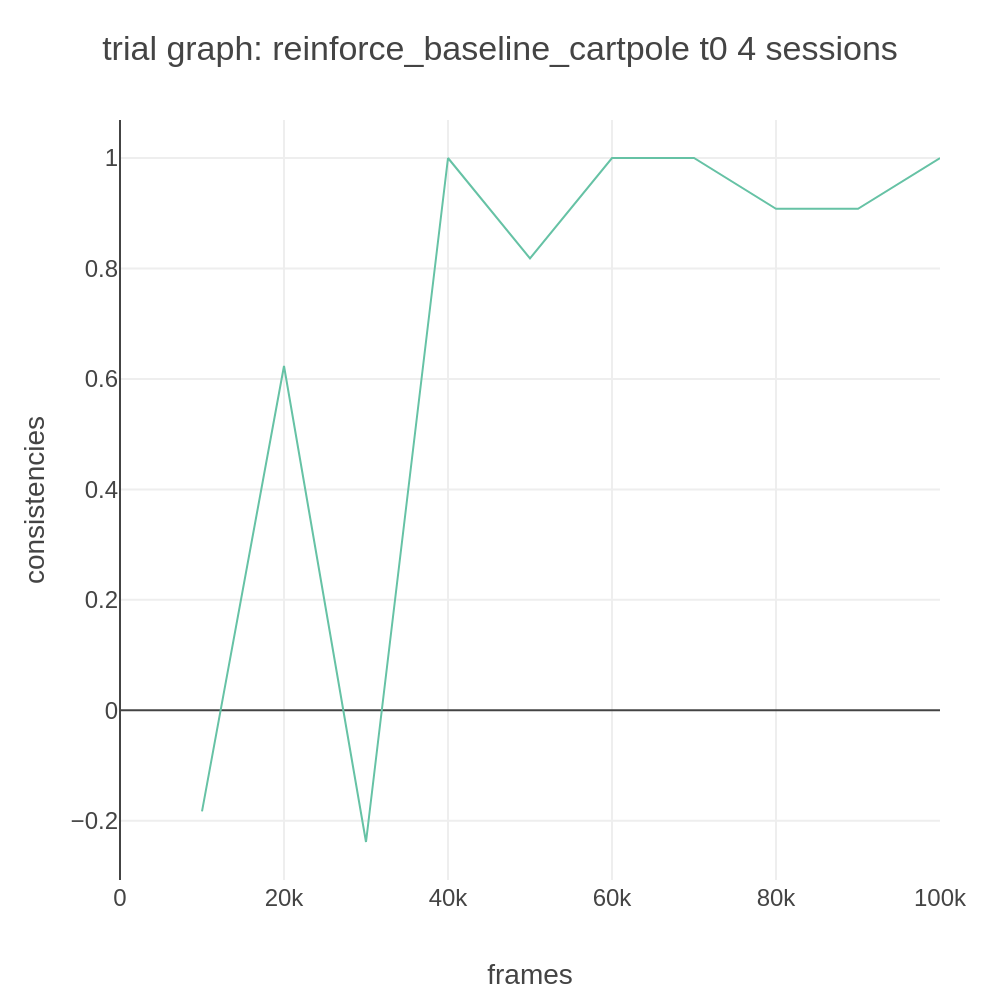 trial graph: reinforce_baseline_cartpole t0 4 sessions
consistencies
1
0.8
0.6
0.4
0.2
0
−0.2
0
20k
40k
60k
80k
100k
frames